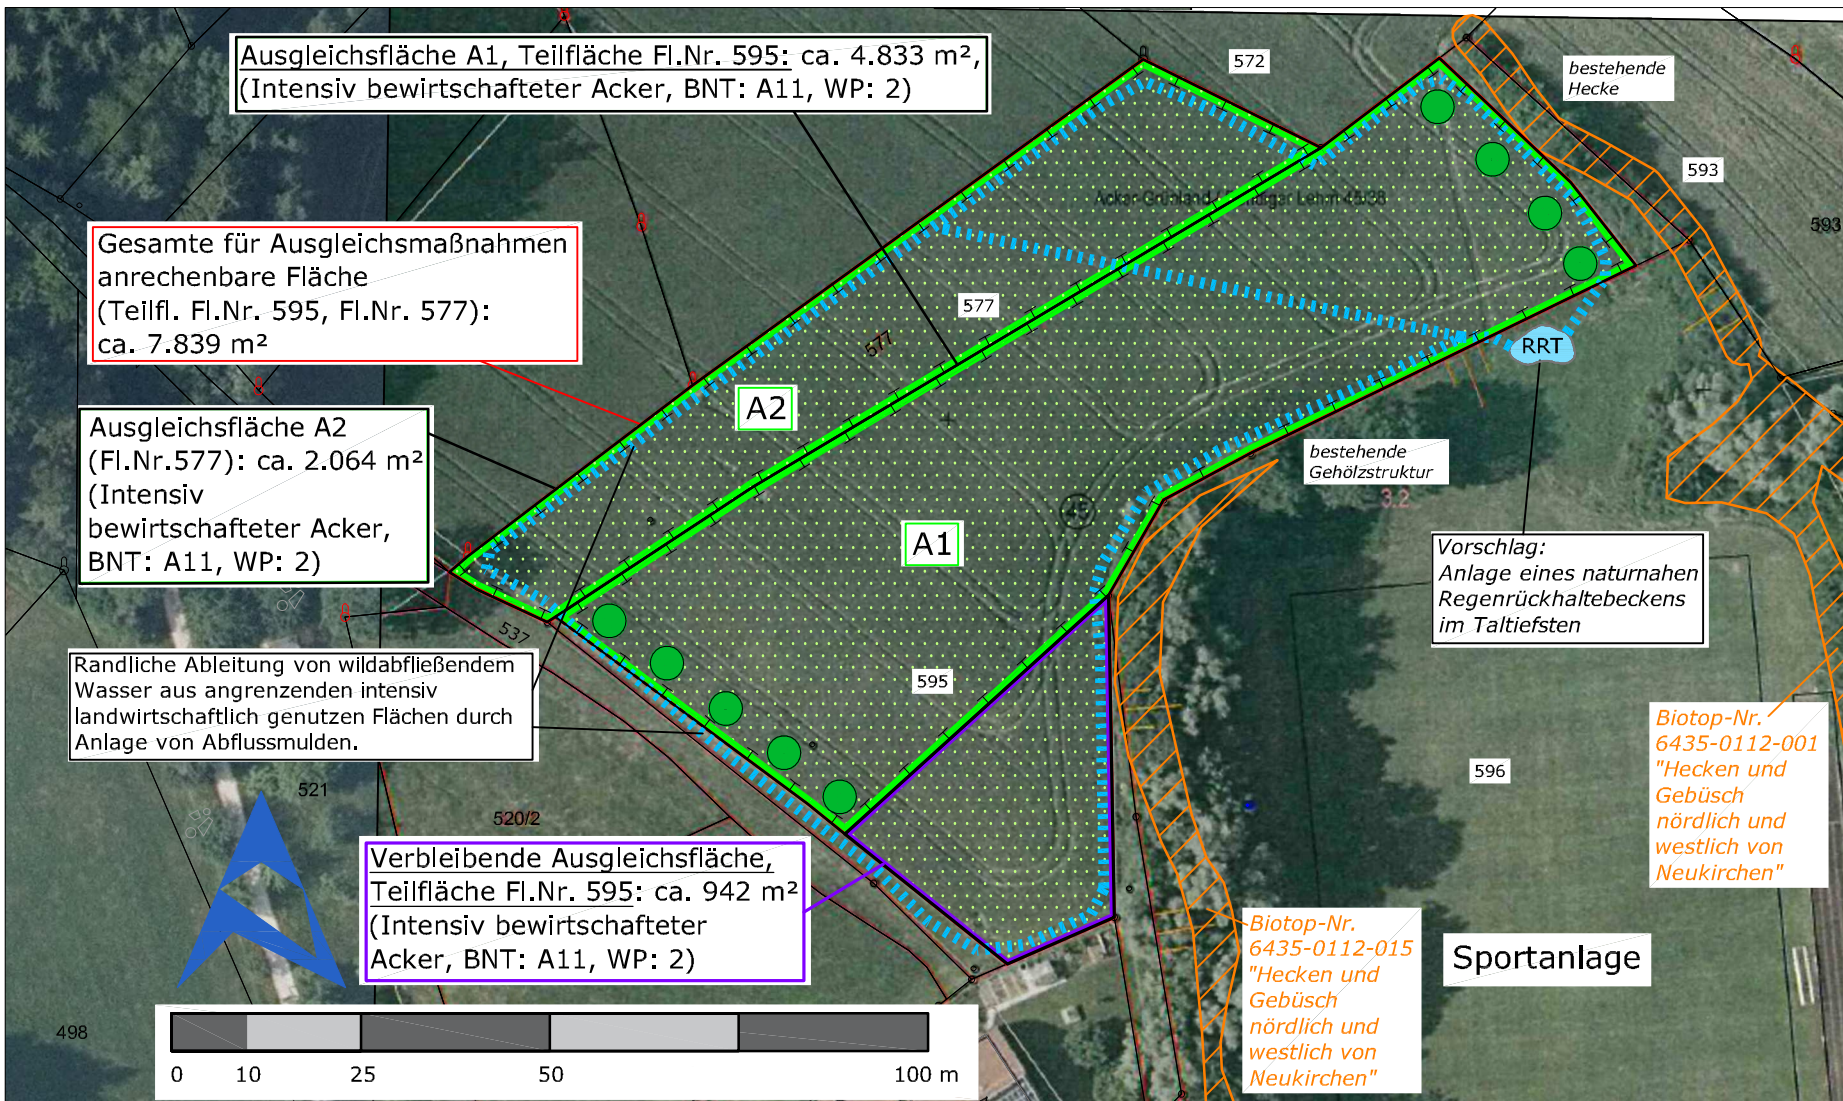 Ausgleichsfläche A1, Teilfläche Fl.Nr. 595: ca. 4.833 m²,
(Intensiv bewirtschafteter Acker, BNT: A11, WP: 2)
572
bestehende
Hecke
593
593
Gesamte für Ausgleichsmaßnahmen
anrechenbare Fläche
(Teilfl. Fl.Nr. 595, Fl.Nr. 577):
ca. 7.839 m²
577
577
RRT
A2
Ausgleichsfläche A2
(Fl.Nr.577): ca. 2.064 m²
(Intensiv
bewirtschafteter Acker,
BNT: A11, WP: 2)
bestehende
Gehölzstruktur
3.2
45
A1
Vorschlag:
Anlage eines naturnahen
Regenrückhaltebeckens
im Taltiefsten
537
Randliche Ableitung von wildabfließendem
Wasser aus angrenzenden intensiv
landwirtschaftlich genutzen Flächen durch
Anlage von Abflussmulden.
595
596
521
520/2
Biotop-Nr.
6435-0112-001
"Hecken und
Gebüsch
nördlich und
westlich von
Neukirchen"
Verbleibende Ausgleichsfläche,
Teilfläche Fl.Nr. 595: ca. 942 m²
(Intensiv bewirtschafteter
Acker, BNT: A11, WP: 2)
Biotop-Nr.
6435-0112-015
"Hecken und
Gebüsch
nördlich und
westlich von
Neukirchen"
Sportanlage
498
0 10 25 50 100 m